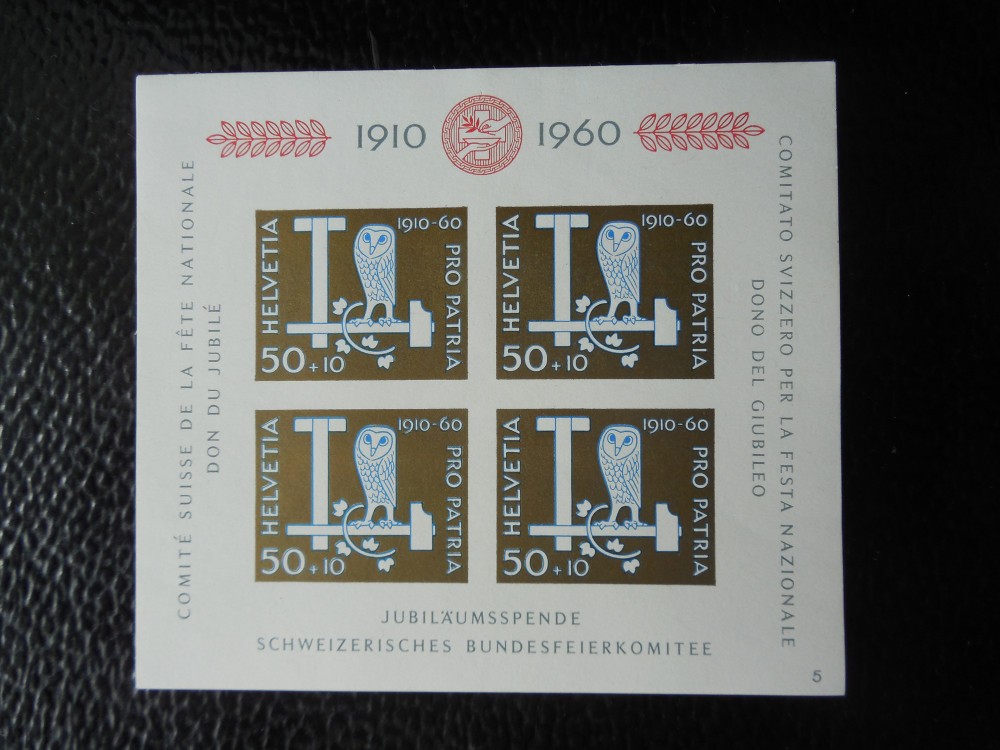 1910 1960
COMITÉ SUISSE DE LA FÊTE NATIONALE
DON DU JUBILÉ
HELVETIA
1910-60
PRO PATRIA
50+10
HELVETIA
1910-60
PRO PATRIA
50+10
HELVETIA
1910-60
PRO PATRIA
50+10
HELVETIA
1910-60
PRO PATRIA
50+10
COMITATO SVIZZERO PER LA FESTA NAZIONALE
DONO DEL GIUBILEO
JUBILÄUMSSPENDE
SCHWEIZERISCHES BUNDESFEIERKOMITEE
5